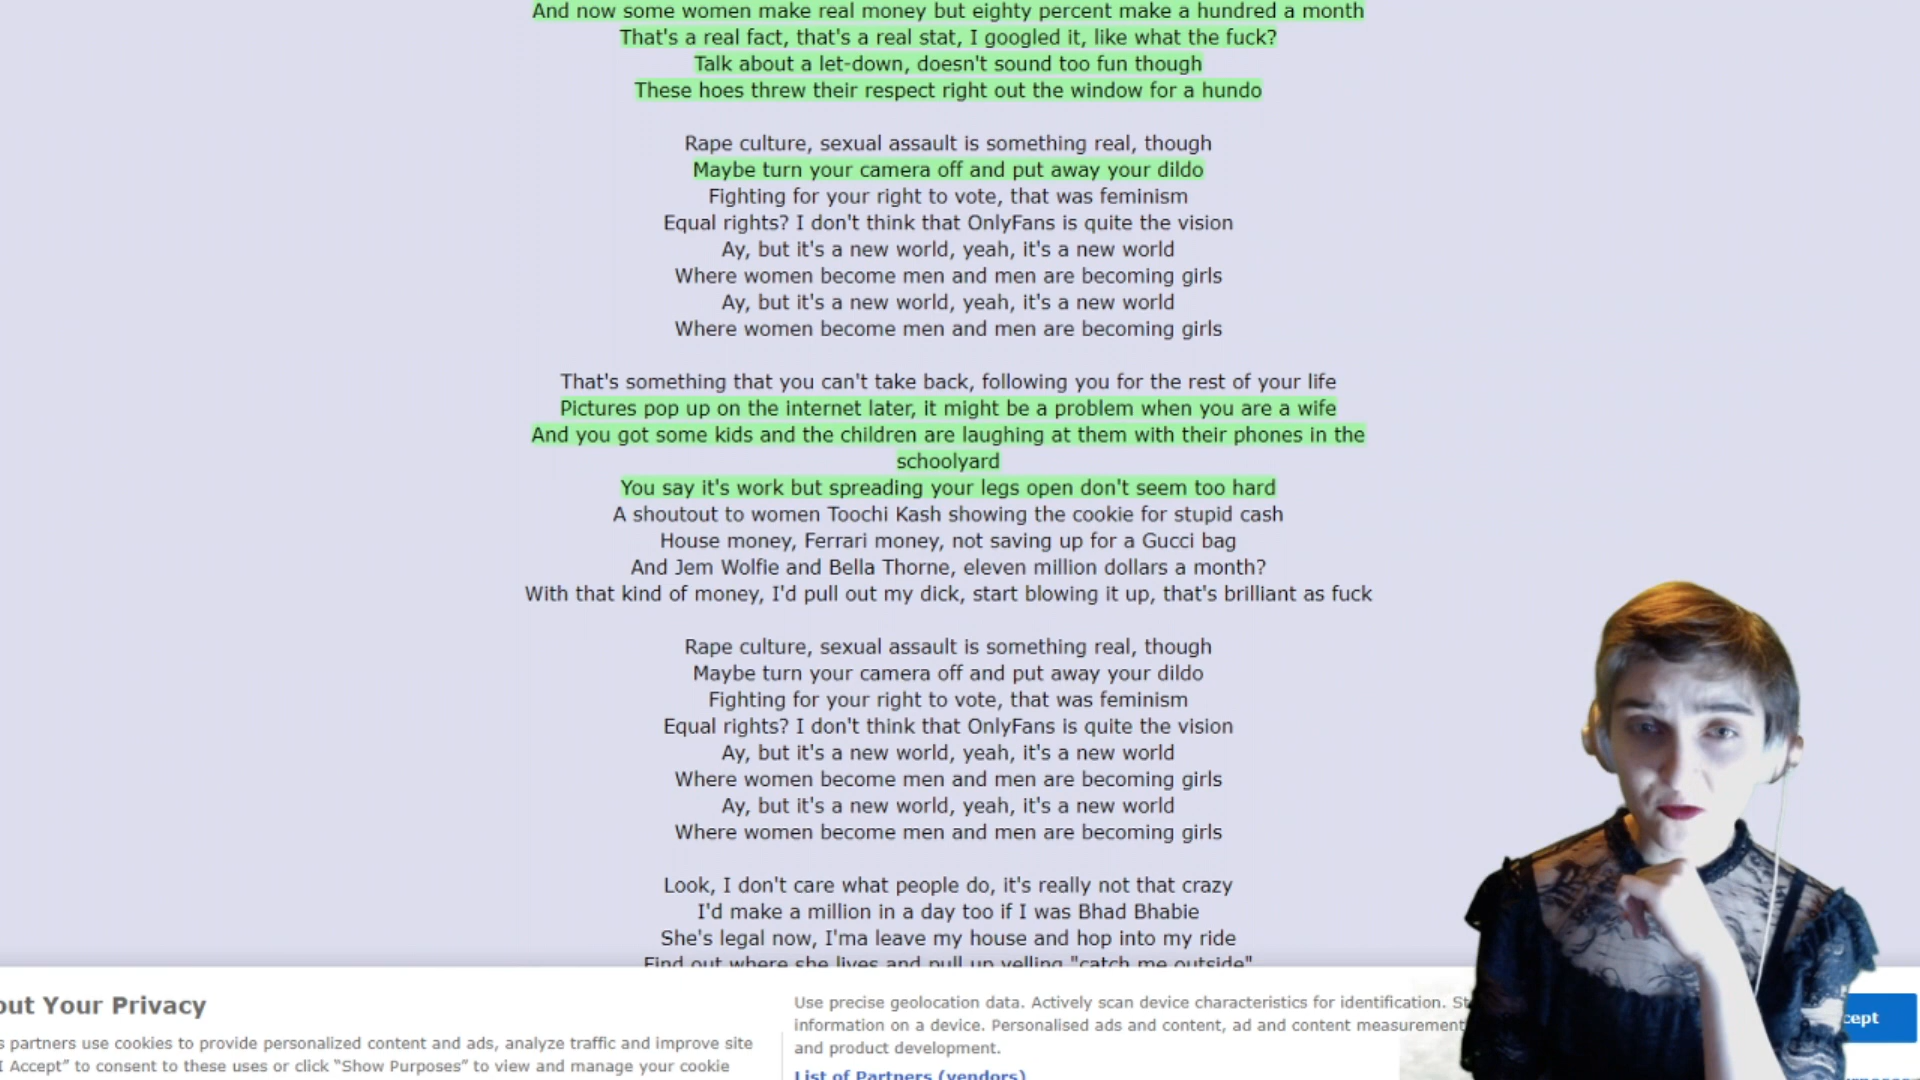 And now some women make real money but eighty percent make a hundred a month
That's a real fact, that's a real stat, I googled it, like what the fuck?
Talk about a let-down, doesn't sound too fun though
These hoes threw their respect right out the window for a hundo
Rape culture, sexual assault is something real, though
Maybe turn your camera off and put away your dildo
Fighting for your right to vote, that was feminism
Equal rights? I don't think that OnlyFans is quite the vision
Ay, but it's a new world, yeah, it's a new world
Where women become men and men are becoming girls
Ay, but it's a new world, yeah, it's a new world
Where women become men and men are becoming girls
That's something that you can't take back, following you for the rest of your life
Pictures pop up on the internet later, it might be a problem when you are a wife
And you got some kids and the children are laughing at them with their phones in the
schoolyard
You say it's work but spreading your legs open don't seem too hard
A shoutout to women Toochi Kash showing the cookie for stupid cash
House money, Ferrari money, not saving up for a Gucci bag
And Jem Wolfie and Bella Thorne, eleven million dollars a month?
With that kind of money, I'd pull out my dick, start blowing it up, that's brilliant as fuck
Rape culture, sexual assault is something real, though
Maybe turn your camera off and put away your dildo
Fighting for your right to vote, that was feminism
Equal rights? I don't think that OnlyFans is quite the vision
Ay, but it's a new world, yeah, it's a new world
Where women become men and men are becoming girls
Ay, but it's a new world, yeah, it's a new world
Where women become men and men are becoming girls
Look, I don't care what people do, it's really not that crazy
I'd make a million in a day too if I was Bhad Bhabie
She's legal now, I'ma leave my house and hop into my ride
Find out where she lives and pull up yelling "catch me outside"
out Your Privacy
s partners use cookies to provide personalized content and ads, analyze traffic and improve site
I Accept" to consent to these uses or click "Show Purposes" to view and manage your cookie
Use precise geolocation data. Actively scan device characteristics for identification. St
information on a device. Personalised ads and content, ad and content measurement
and product development.
List of Partners (vendors)
cept